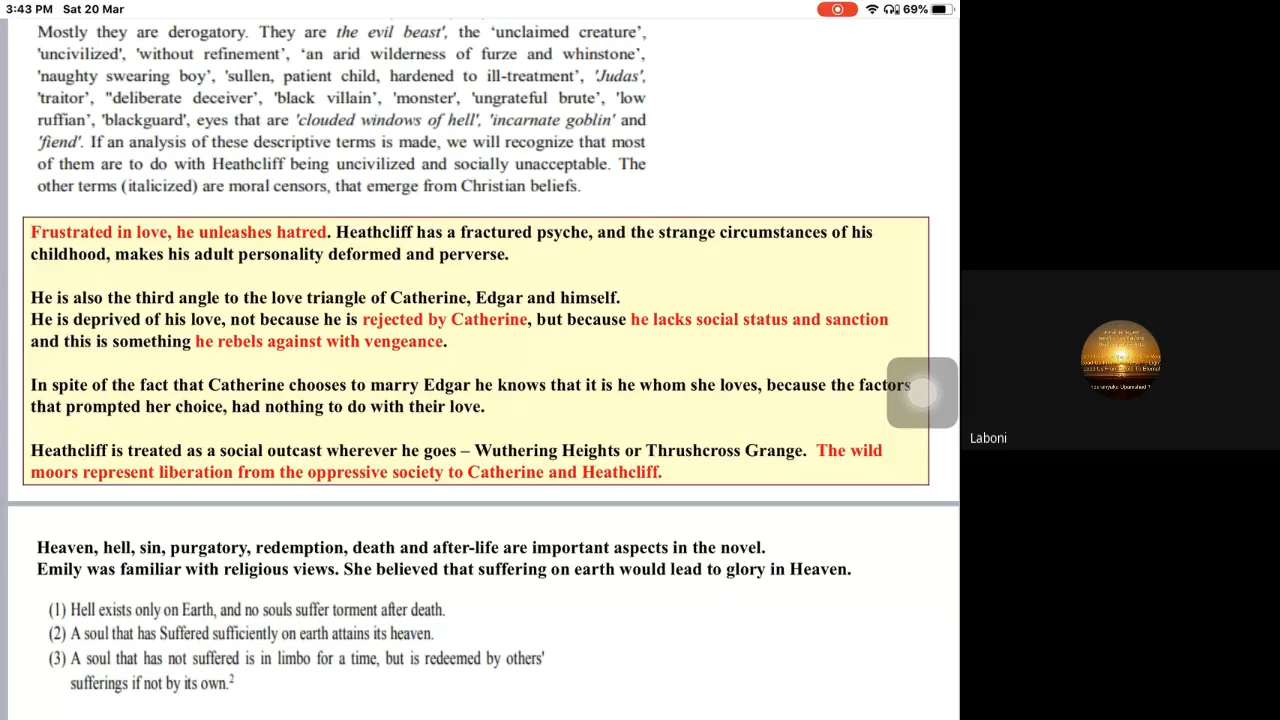 3:43 PM Sat 20 Mar
69%
Mostly they are derogatory. They are the evil beast', the ‘unclaimed creature’,
'uncivilized', 'without refinement’, ‘an arid wilderness of furze and whinstone’,
'naughty swearing boy’, 'sullen, patient child, hardened to ill-treatment’, 'Judas',
'traitor’, "deliberate deceiver’, 'black villain’, 'monster', 'ungrateful brute’, 'low
ruffian’, 'blackguard', eyes that are 'clouded windows of hell', 'incarnate goblin' and
'fiend'. If an analysis of these descriptive terms is made, we will recognize that most
of them are to do with Heathcliff being uncivilized and socially unacceptable. The
other terms (italicized) are moral censors, that emerge from Christian beliefs.
Frustrated in love, he unleashes hatred. Heathcliff has a fractured psyche, and the strange circumstances of his
childhood, makes his adult personality deformed and perverse.
He is also the third angle to the love triangle of Catherine, Edgar and himself.
He is deprived of his love, not because he is rejected by Catherine, but because he lacks social status and sanction
and this is something he rebels against with vengeance.
In spite of the fact that Catherine chooses to marry Edgar he knows that it is he whom she loves, because the factors
that prompted her choice, had nothing to do with their love.
Heathcliff is treated as a social outcast wherever he goes – Wuthering Heights or Thrushcross Grange. The wild
moors represent liberation from the oppressive society to Catherine and Heathcliff.
Heaven, hell, sin, purgatory, redemption, death and after-life are important aspects in the novel.
Emily was familiar with religious views. She believed that suffering on earth would lead to glory in Heaven.
(1) Hell exists only on Earth, and no souls suffer torment after death.
(2) A soul that has Suffered sufficiently on earth attains its heaven.
(3) A soul that has not suffered is in limbo for a time, but is redeemed by others'
sufferings if not by its own.2
Laboni